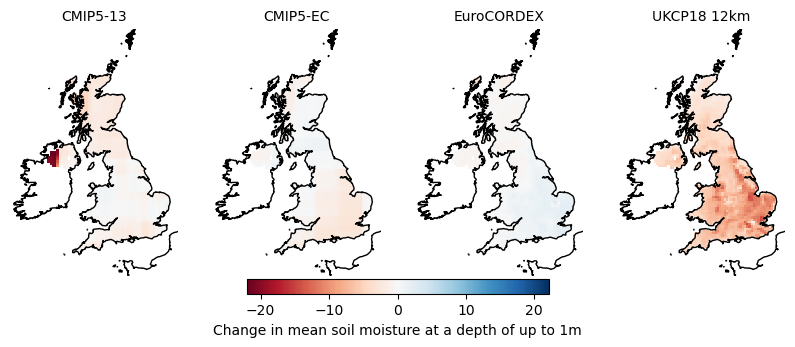 CMIP5-13 CMIP5-EC EuroCORDEX UKCP18 12km
−20 −10 0 10 20
Change in mean soil moisture at a depth of up to 1m